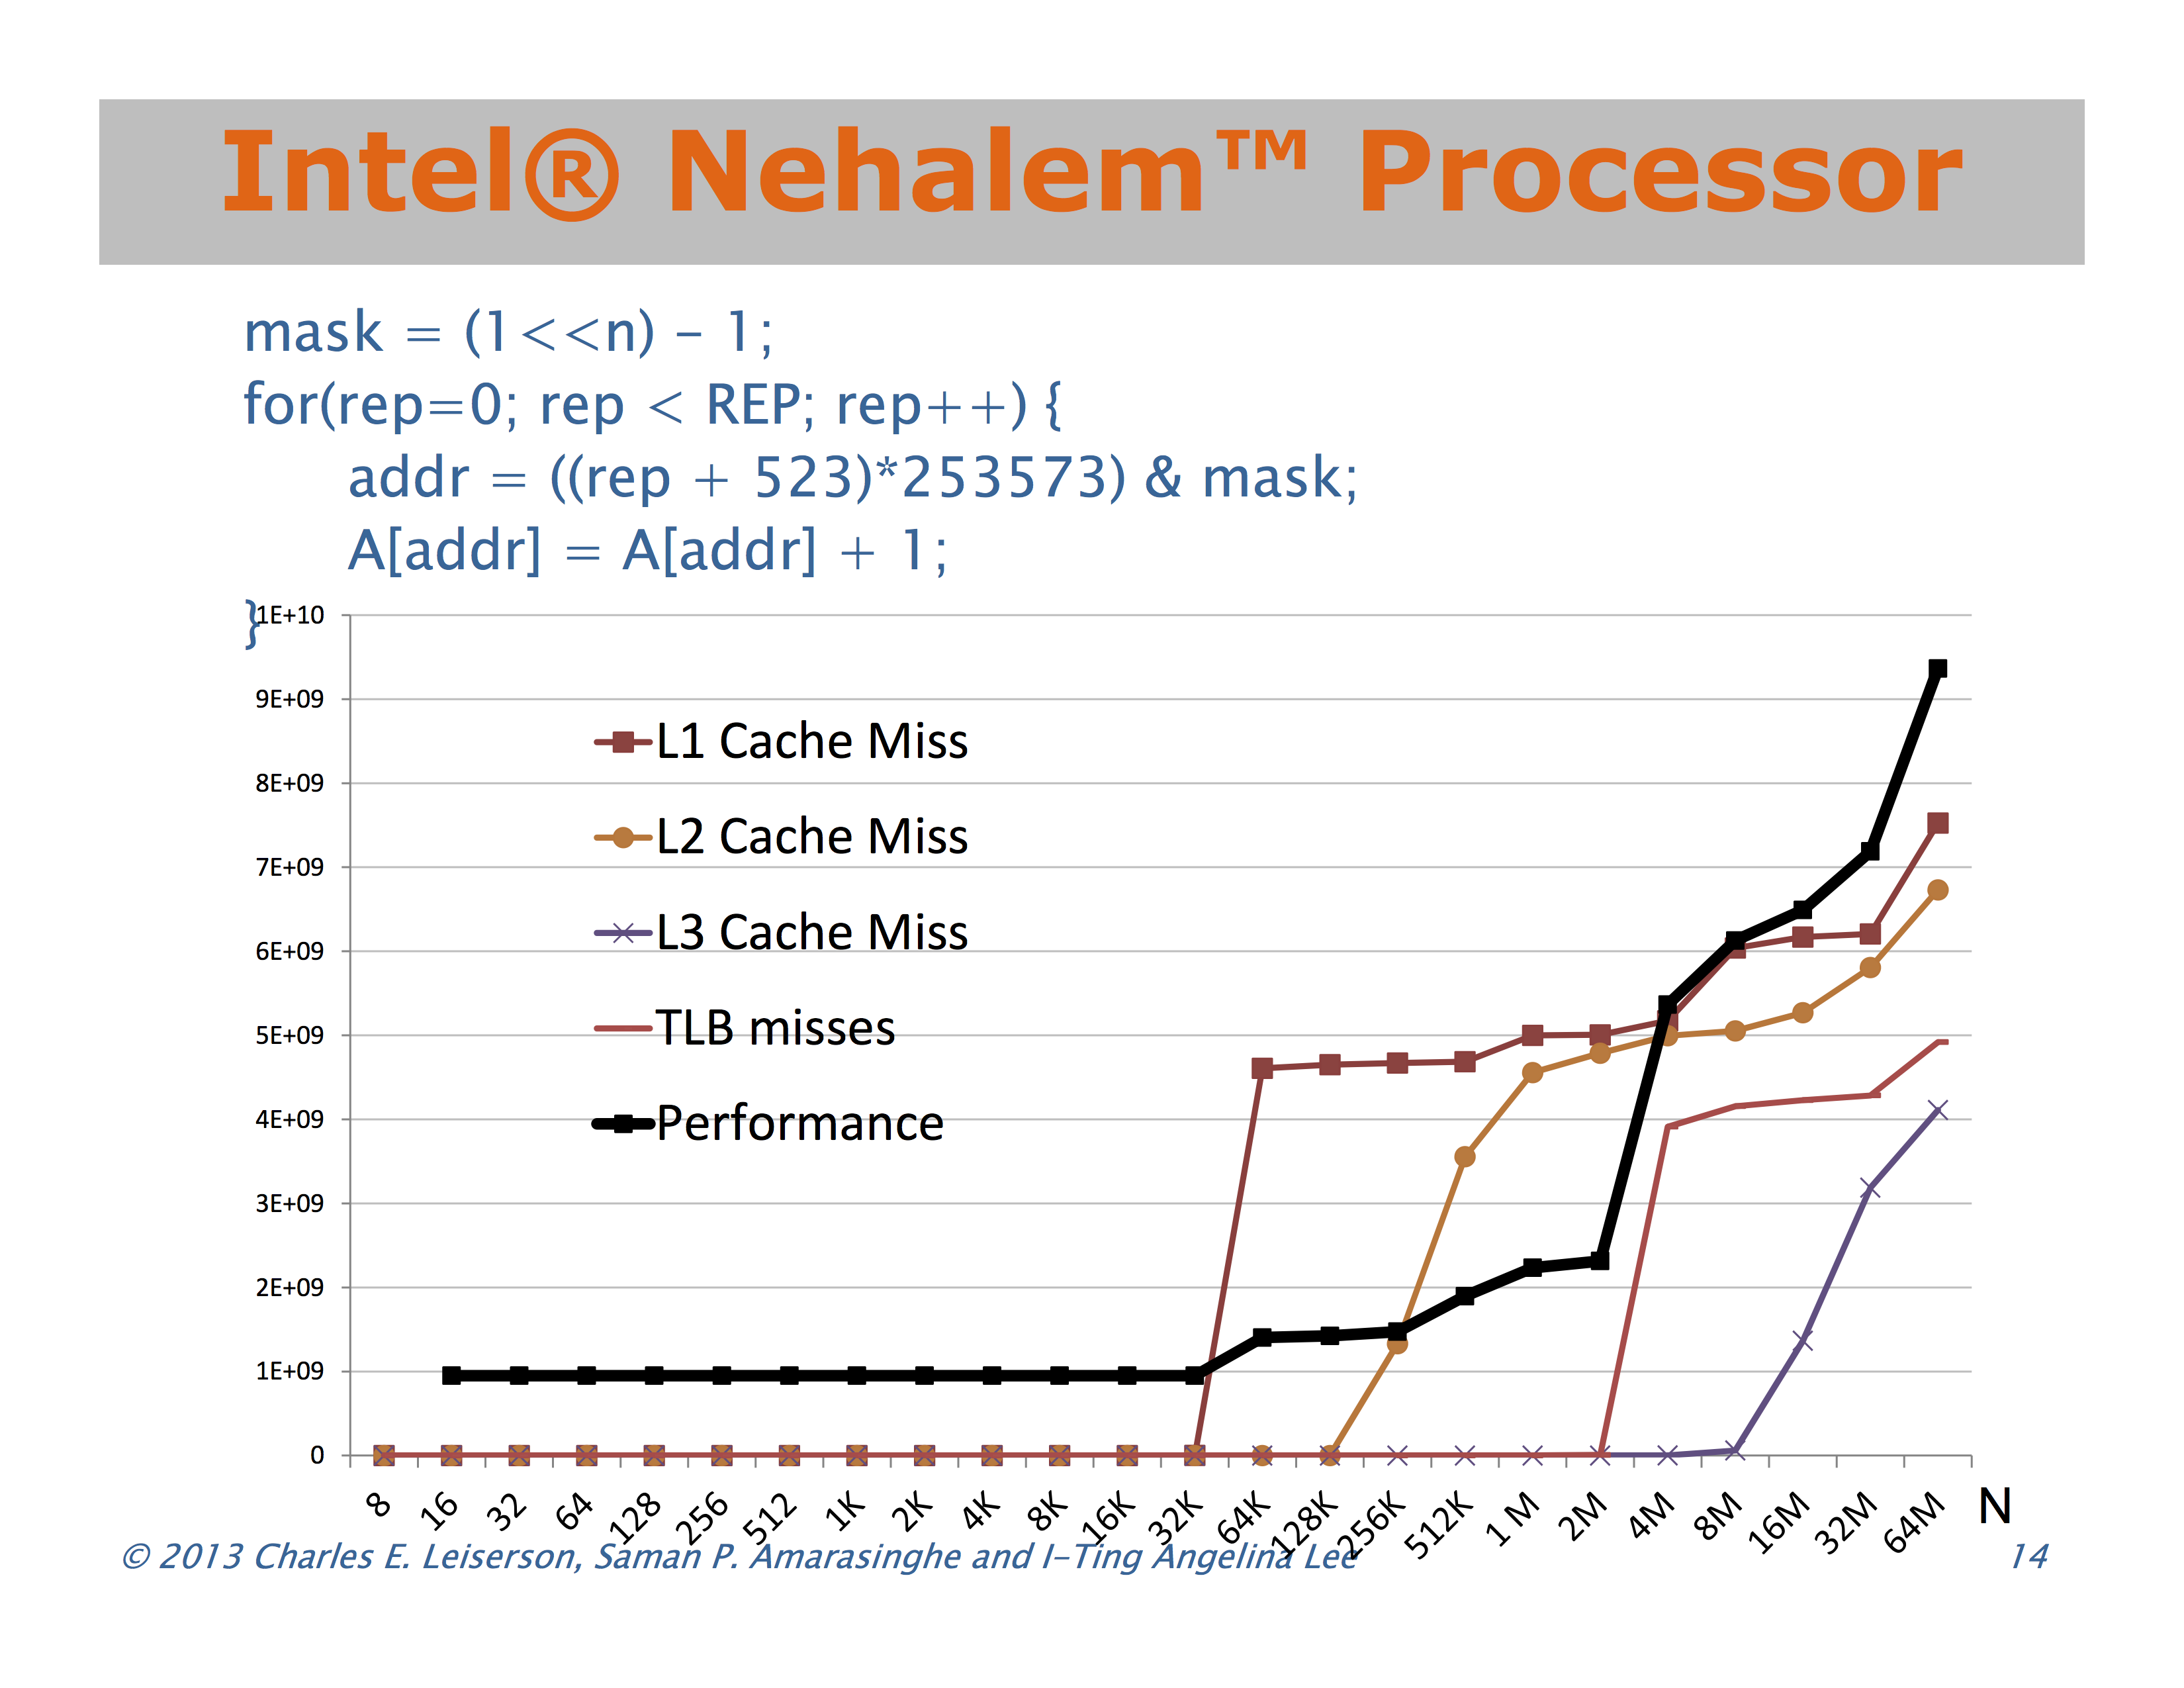 Intel® Nehalem™ Processor
mask = (1<<n) – 1;
for(rep=0; rep < REP; rep++) {
addr = ((rep + 523)*253573) & mask;
A[addr] = A[addr] + 1;
}
1E+10
9E+09
8E+09
7E+09
6E+09
5E+09
4E+09
3E+09
2E+09
1E+09
0
L1 Cache Miss
L2 Cache Miss
L3 Cache Miss
TLB misses
Performance
8 16 32 64 128 256 512 1K 2K 4K 8K 16K 32K 64K 128K 256K 512K 1 M 2M 4M 8M 16M 32M 64M N
© 2013 Charles E. Leiserson, Saman P. Amarasinghe and I–Ting Angelina Lee 14